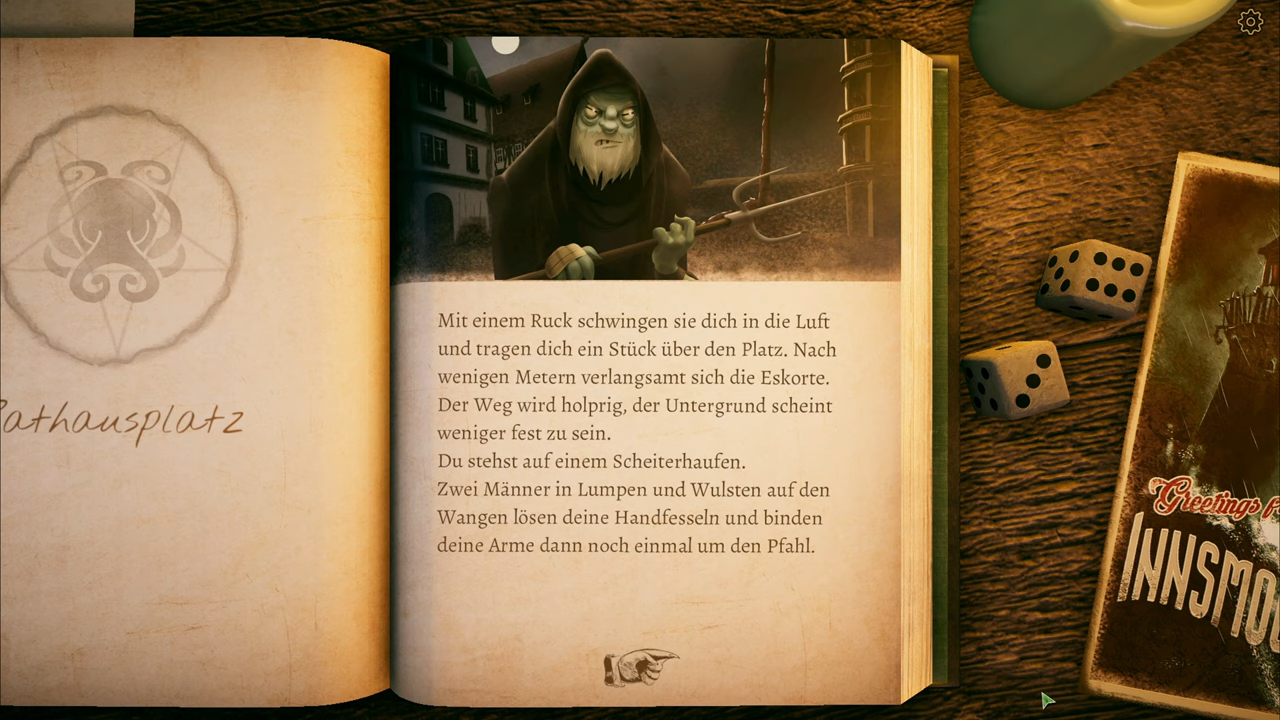 athausplatz
Mit einem Ruck schwingen sie dich in die Luft
und tragen dich ein Stück über den Platz. Nach
wenigen Metern verlangsamt sich die Eskorte.
Der Weg wird holprig, der Untergrund scheint
weniger fest zu sein.
Du stehst auf einem Scheiterhaufen.
Zwei Männer in Lumpen und Wulsten auf den
Wangen lösen deine Handfesseln und binden
deine Arme dann noch einmal um den Pfahl.
Greetings f
INNSMO